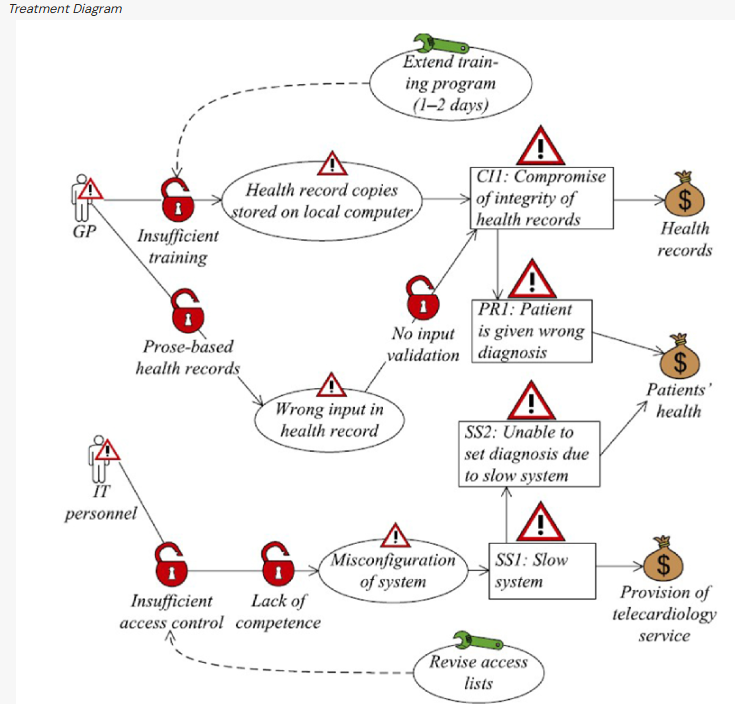 Treatment Diagram
Extend train-
ing program
(1–2 days)
Health record copies
stored on local computer
CI1: Compromise
of integrity of
health records
GP
Insufficient
training
Health
records
Prose-based
health records
No input
validation
PR1: Patient
is given wrong
diagnosis
Patients’
health
Wrong input in
health record
SS2: Unable to
set diagnosis due
to slow system
IT
personnel
Misconfiguration
of system
SS1: Slow
system
Insufficient
access control
Lack of
competence
Provision of
telecardiology
service
Revise access
lists